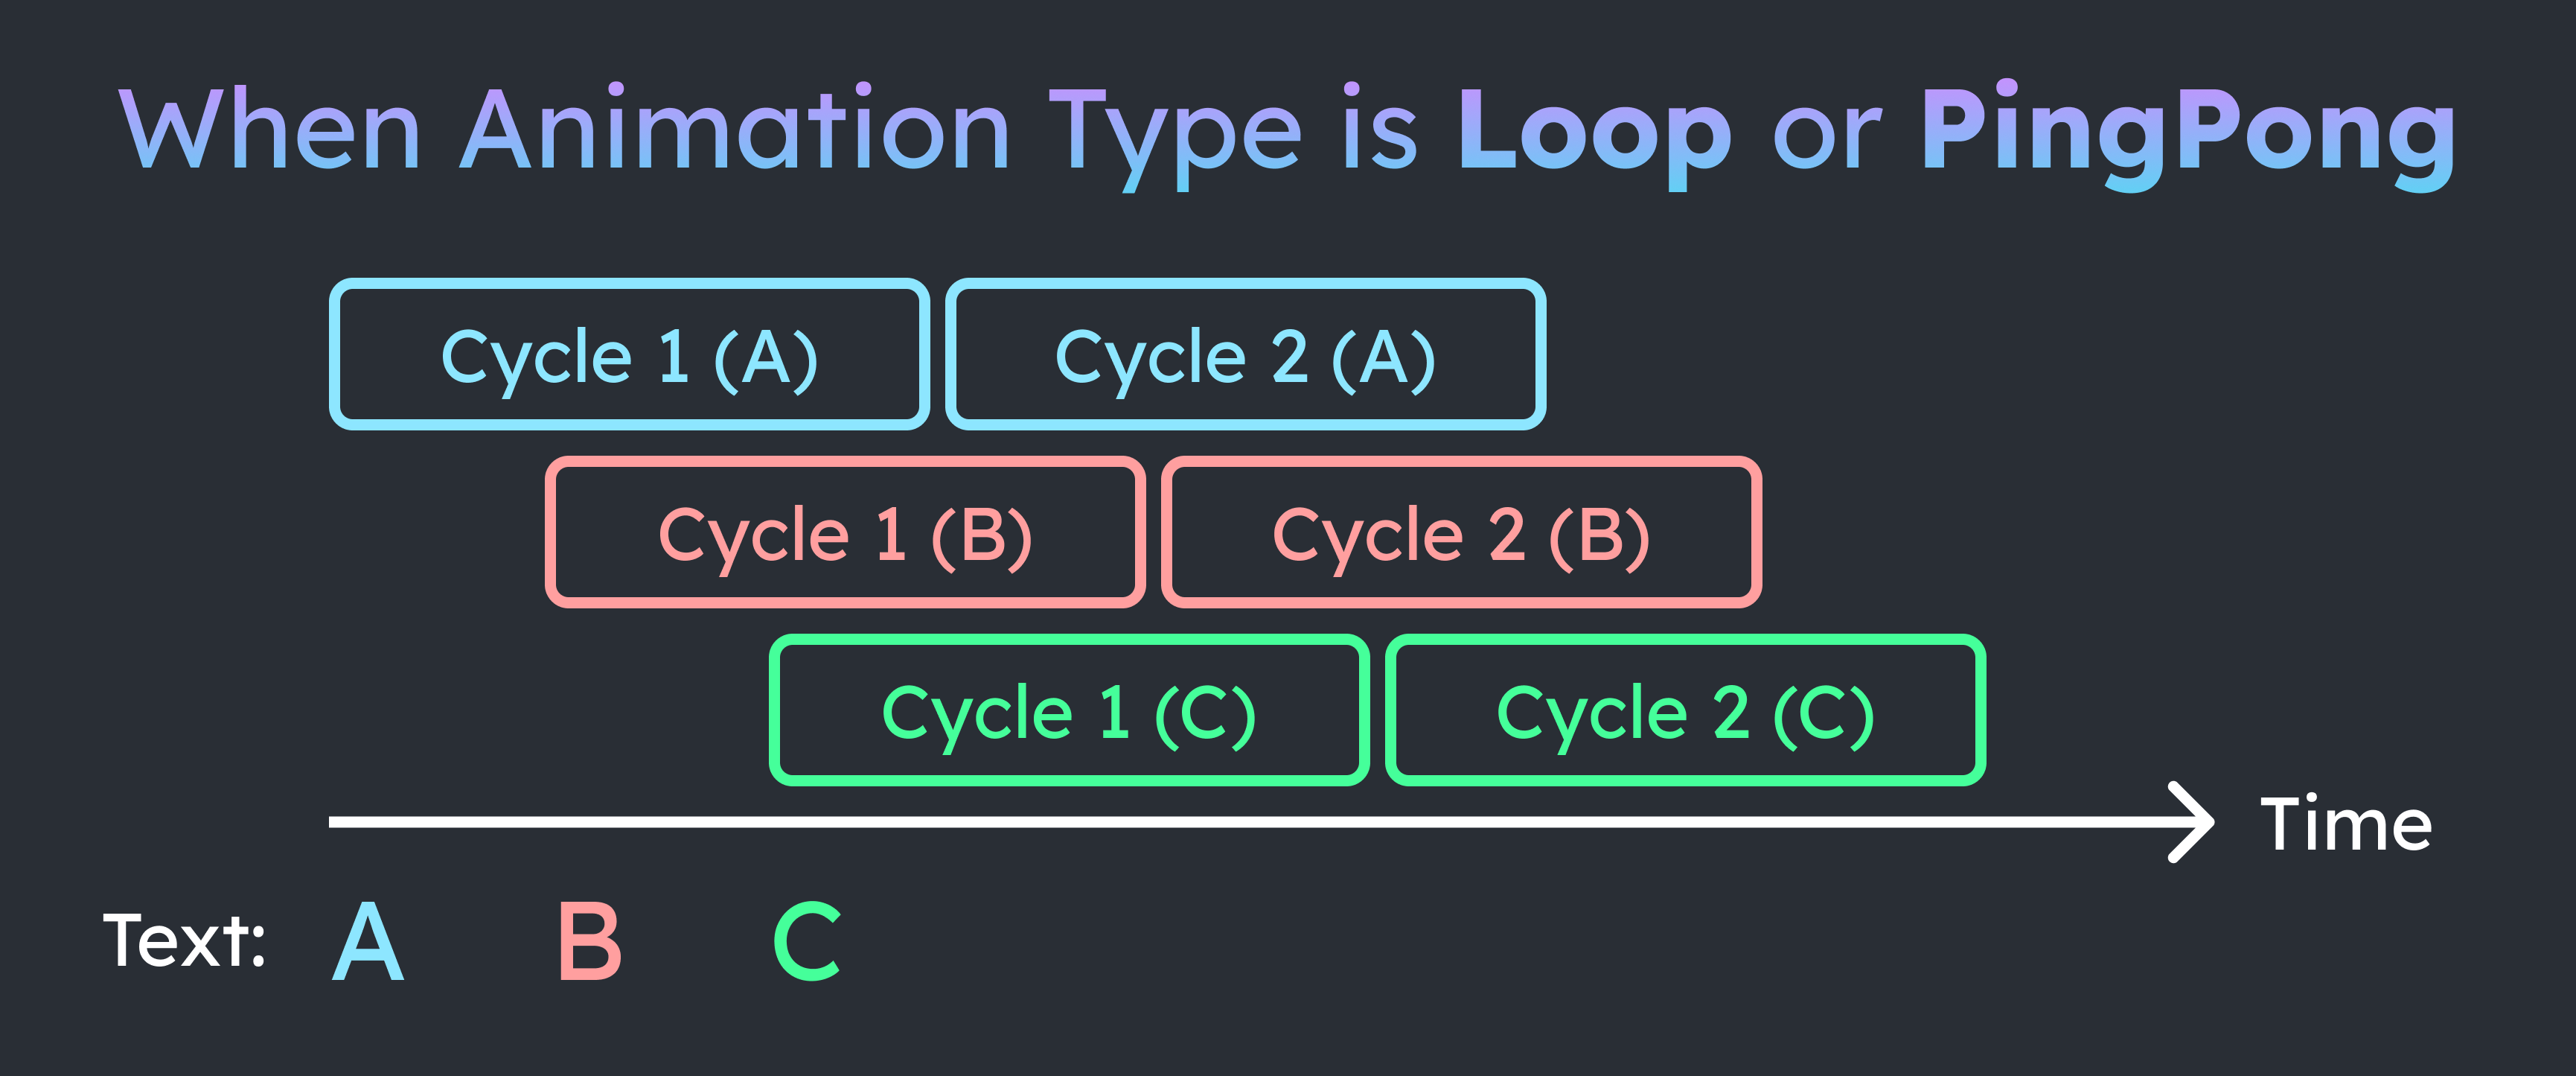 When Animation Type is Loop or PingPong
Cycle 1 (A) Cycle 2 (A)
Cycle 1 (B) Cycle 2 (B)
Cycle 1 (C) Cycle 2 (C)
Time
Text: A B C